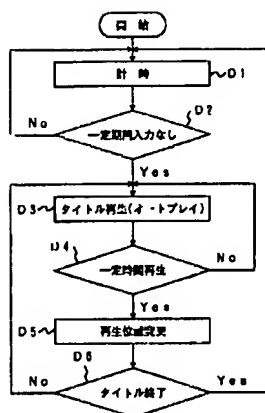 開始
計時
D1
D2
No
一定期間入力なし
Yes
D3
タイトル再生(オートプレイ)
D4
No
一定時間再生
Yes
D5
再生位置変更
D6
No
Yes
タイトル終了